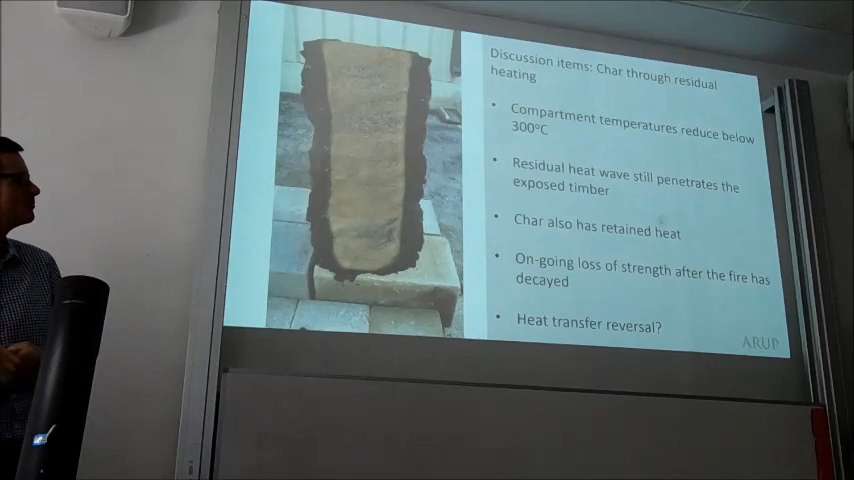 Discussion items: Char through residual
heating
• Compartment temperatures reduce below
300°C
• Residual heat wave still penetrates the
exposed timber
• Char also has retained heat
• On-going loss of strength after the fire has
decayed
• Heat transfer reversal?
ARUP